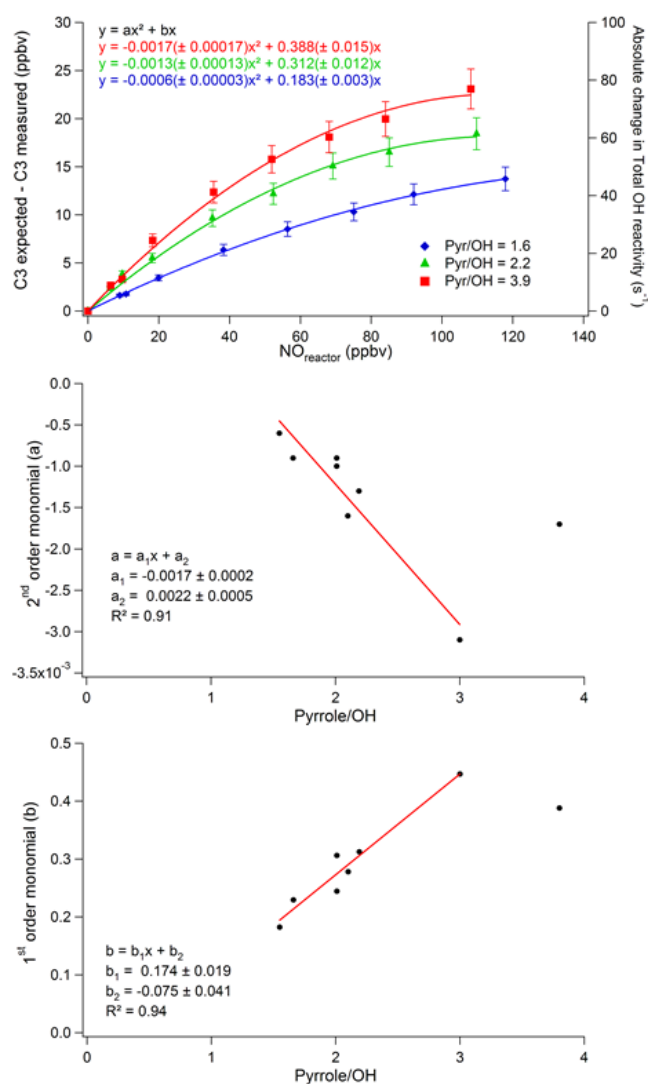 y = ax² + bx
y = -0.0017(± 0.00017)x² + 0.388(± 0.015)x
y = -0.0013(± 0.00013)x² + 0.312(± 0.012)x
y = -0.0006(± 0.00003)x² + 0.183(± 0.003)x
C3 expected - C3 measured (ppbv)
30
25
20
15
10
5
0
Absolute change in Total OH reactivity (s⁻¹)
100
80
60
40
20
0
Pyr/OH = 1.6
Pyr/OH = 2.2
Pyr/OH = 3.9
0 20 40 60 80 100 120 140
NO_reactor (ppbv)
2nd order monomial (a)
0.0
-0.5
-1.0
-1.5
-2.0
-2.5
-3.0
-3.5x10⁻³
a = a₁x + a₂
a₁ = -0.0017 ± 0.0002
a₂ = 0.0022 ± 0.0005
R² = 0.91
0 1 2 3 4
Pyrrole/OH
1st order monomial (b)
0.5
0.4
0.3
0.2
0.1
0.0
b = b₁x + b₂
b₁ = 0.174 ± 0.019
b₂ = -0.075 ± 0.041
R² = 0.94
0 1 2 3 4
Pyrrole/OH